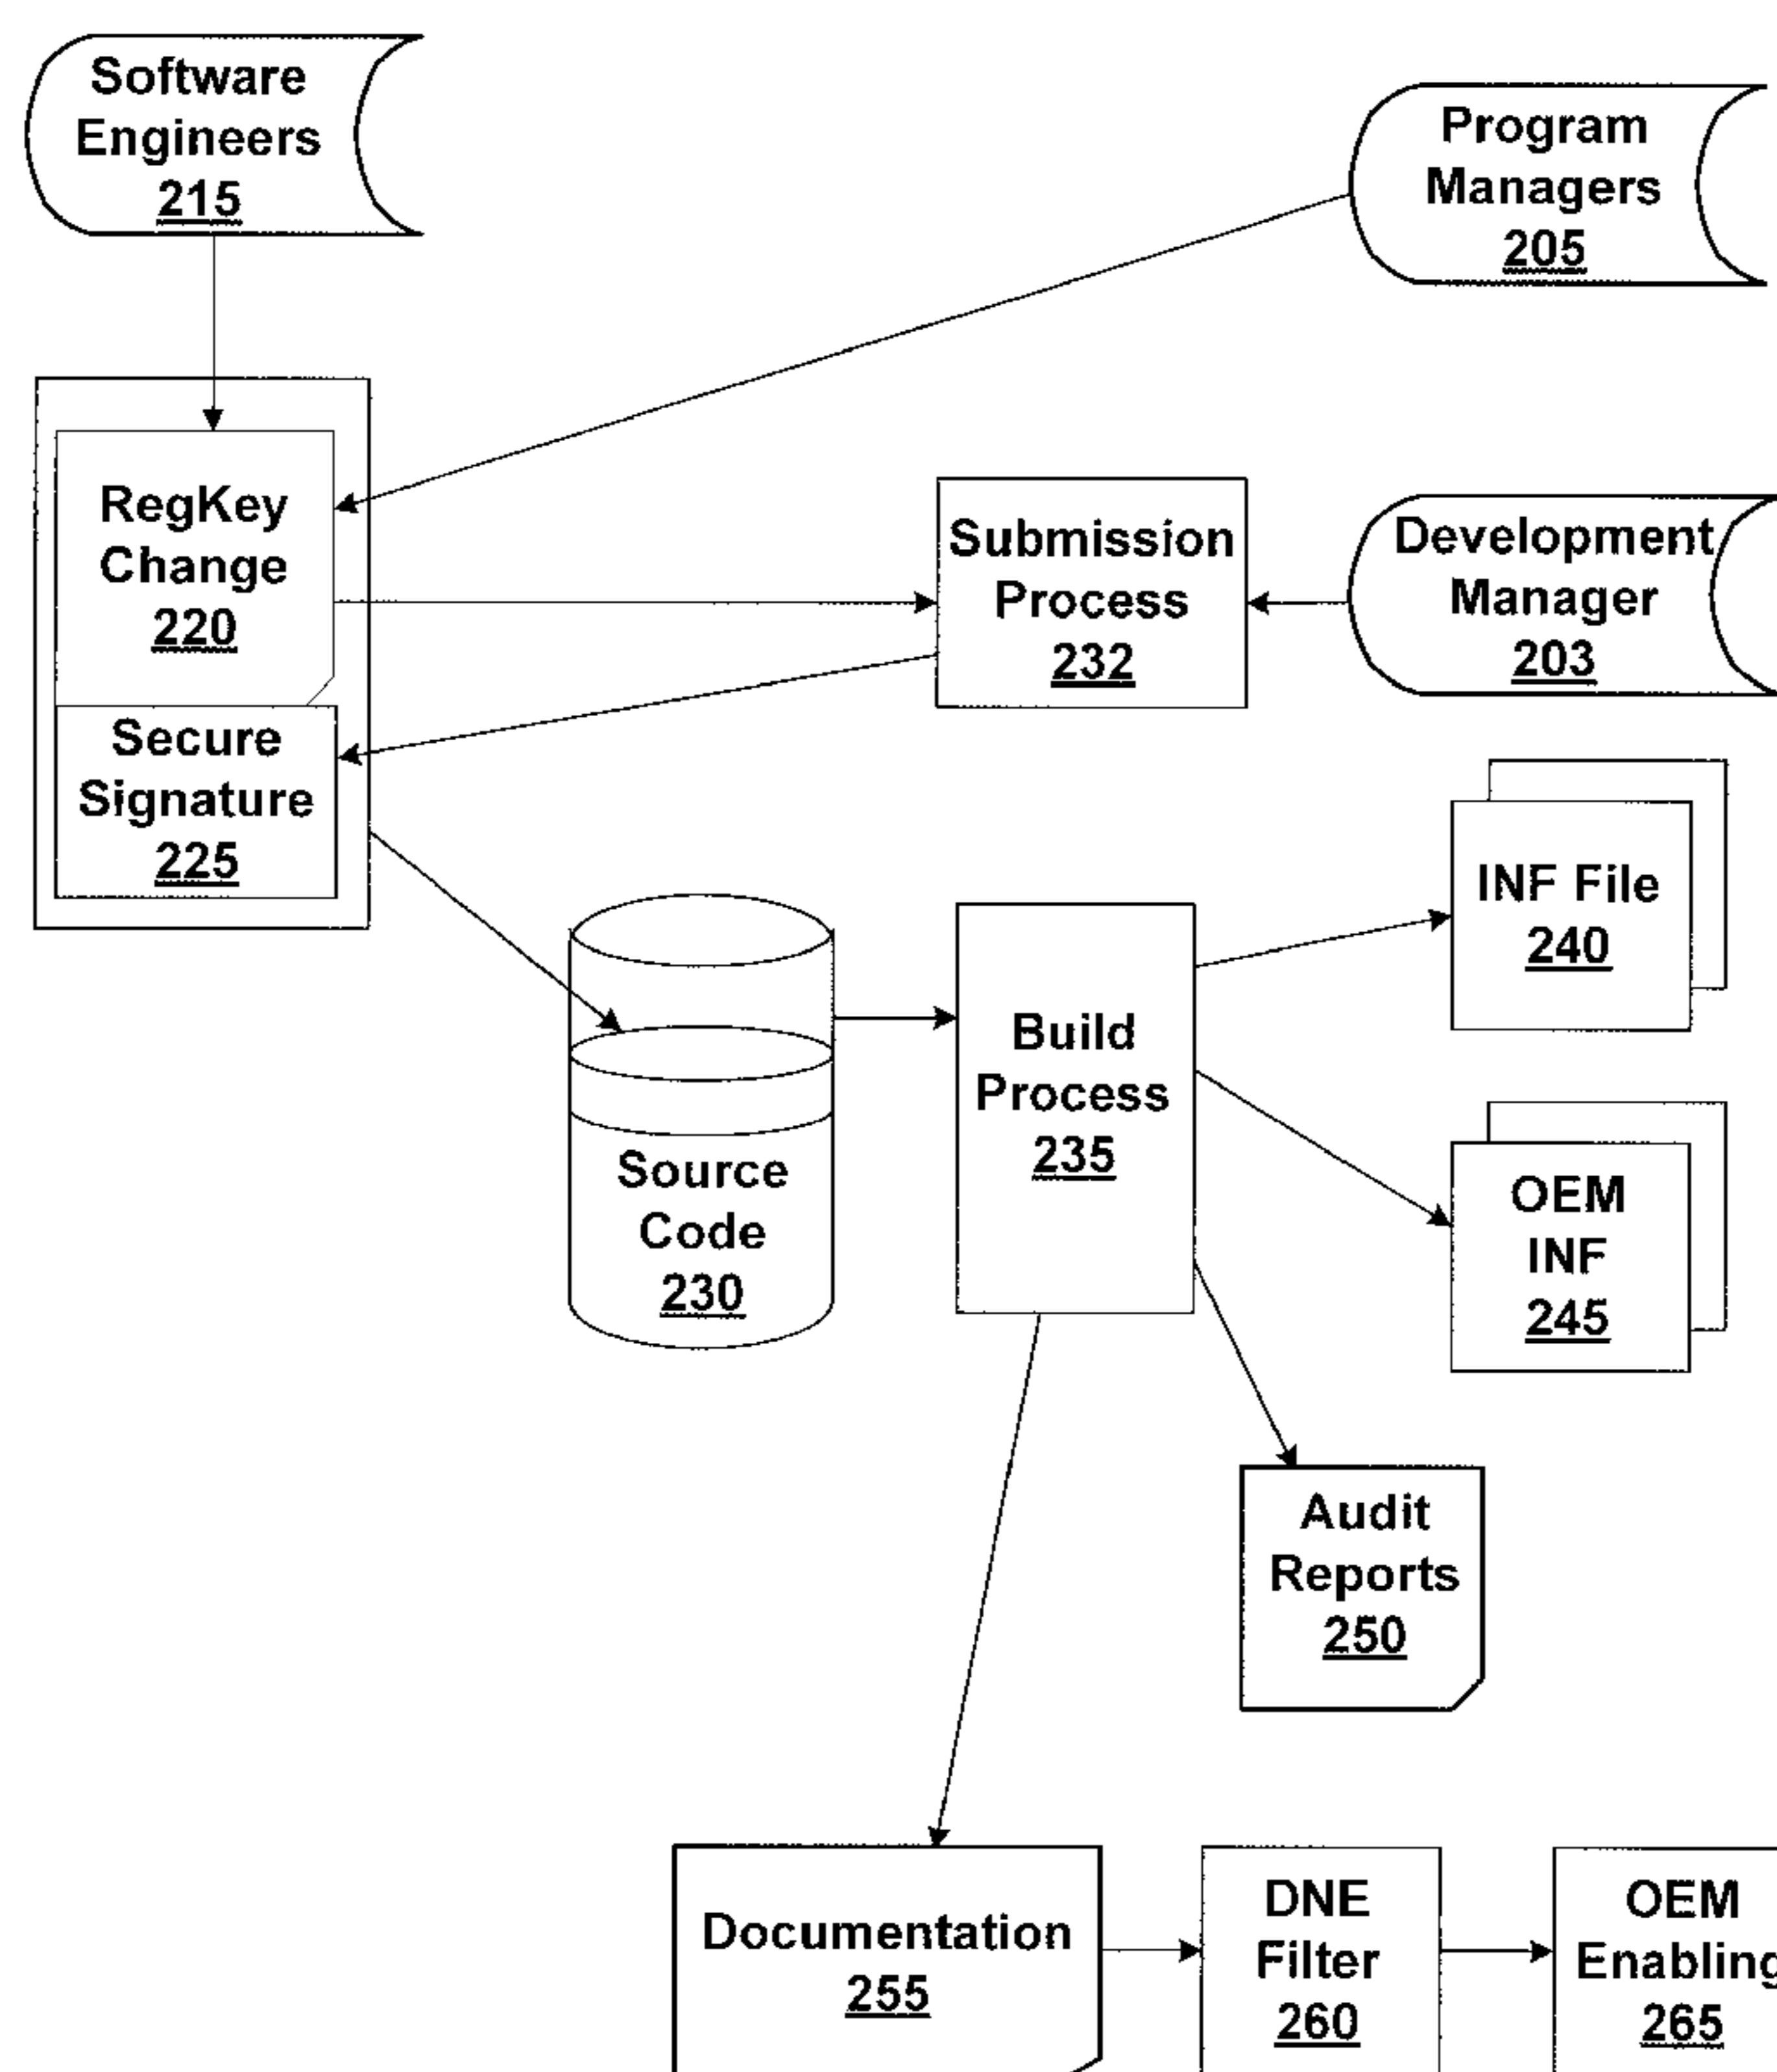 Software
Engineers
215
Program
Managers
205
RegKey
Change
220
Submission
Process
232
Development
Manager
203
Secure
Signature
225
INF File
240
Build
Process
235
Source
Code
230
OEM
INF
245
Audit
Reports
250
Documentation
255
DNE
Filter
260
OEM
Enabling
265